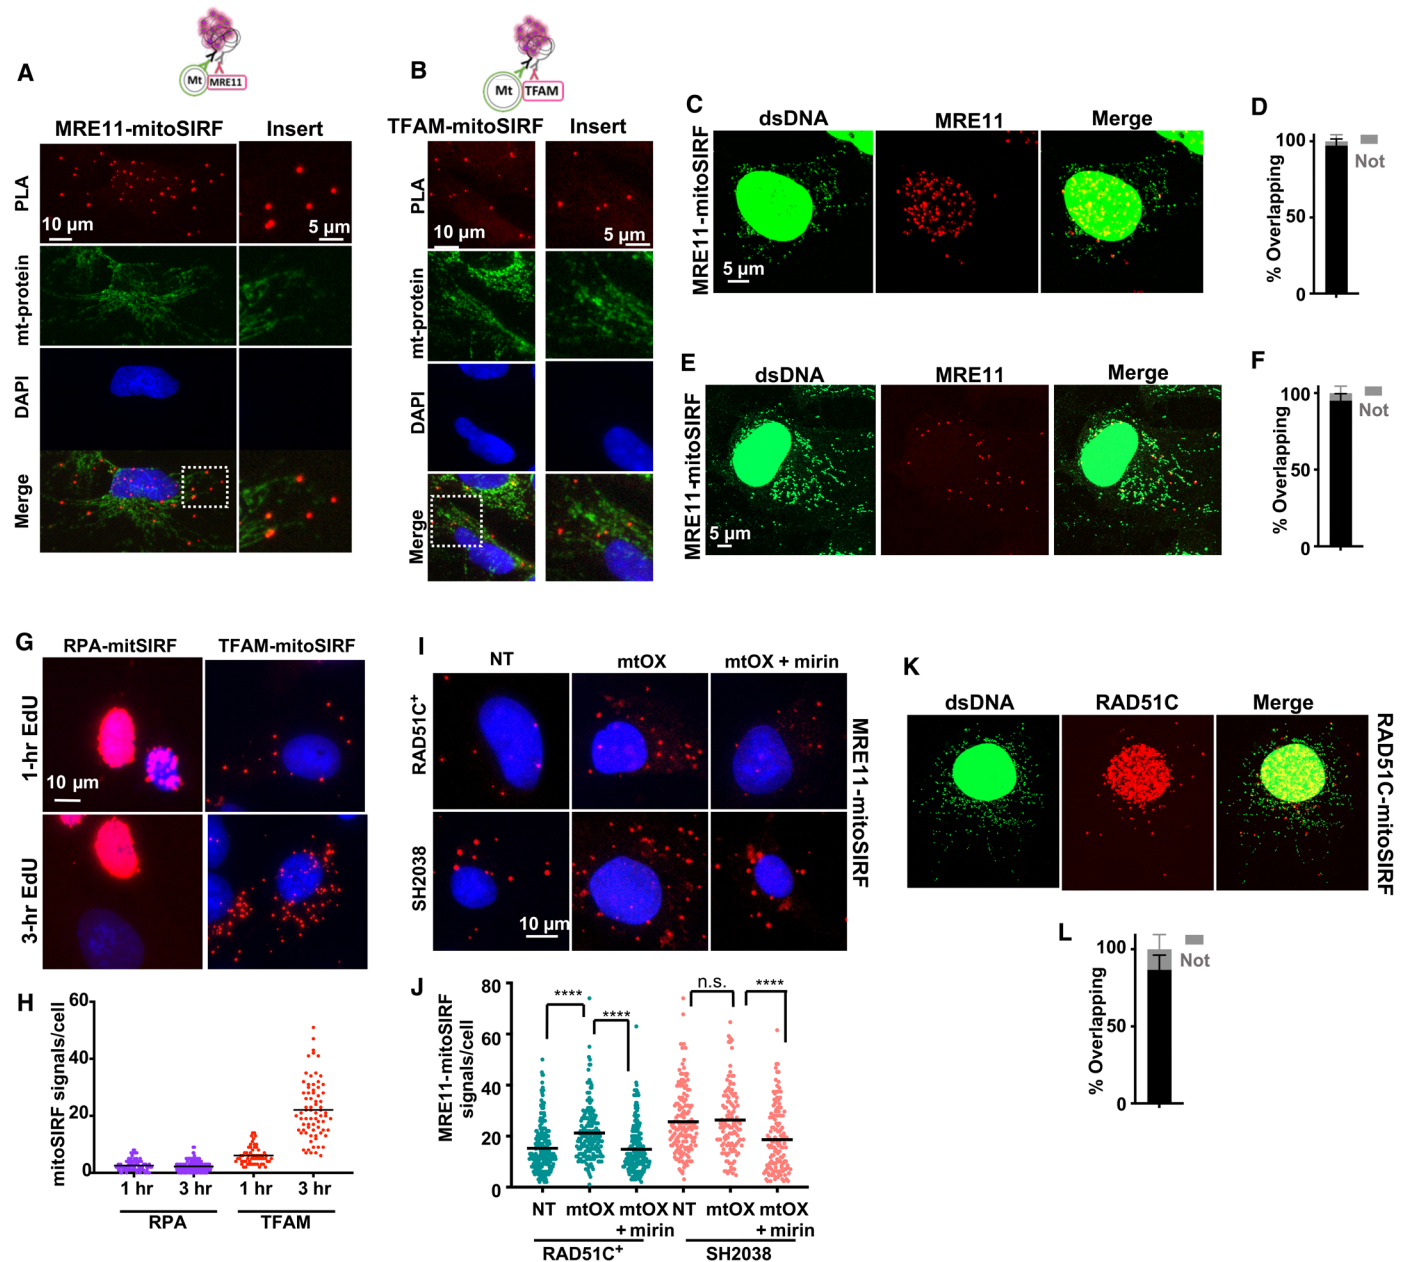 A
Mt
MRE11
MRE11-mitoSIRF
Insert
PLA
10 µm
5 µm
mt-protein
DAPI
Merge
B
Mt
TFAM
TFAM-mitoSIRF
Insert
PLA
10 µm
5 µm
mt-protein
DAPI
Merge
C
dsDNA
MRE11
Merge
MRE11-mitoSIRF
5 µm
D
% Overlapping
100
50
0
Not
E
dsDNA
MRE11
Merge
MRE11-mitoSIRF
5 µm
F
% Overlapping
100
50
0
Not
G
RPA-mitSIRF
TFAM-mitoSIRF
1-hr EdU
10 µm
3-hr EdU
H
mitoSIRF signals/cell
60
40
20
0
1 hr
3 hr
1 hr
3 hr
RPA
TFAM
I
NT
mtOX
mtOX + mirin
RAD51C+
SH2038
10 µm
MRE11-mitoSIRF
J
MRE11-mitoSIRF
signals/cell
80
60
40
20
0
****
****
n.s.
****
NT
mtOX
mtOX
+ mirin
NT
mtOX
mtOX
+ mirin
RAD51C+
SH2038
K
dsDNA
RAD51C
Merge
RAD51C-mitoSIRF
L
% Overlapping
100
50
0
Not